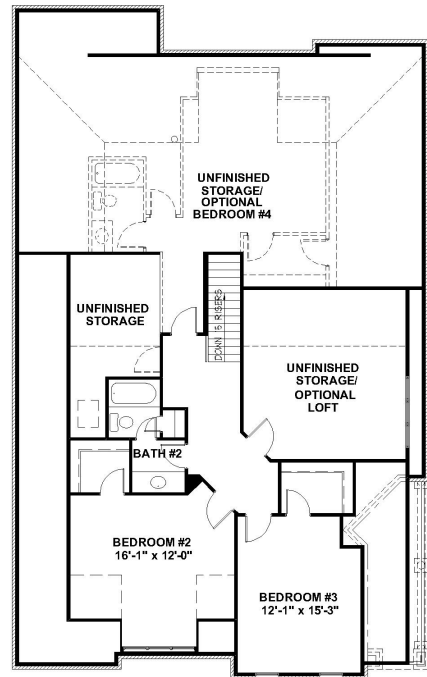 UNFINISHED
STORAGE/
OPTIONAL
BEDROOM #4
UNFINISHED
STORAGE
DOWN 15 RISERS
UNFINISHED
STORAGE/
OPTIONAL
LOFT
BATH #2
BEDROOM #2
16'-1" x 12'-0"
BEDROOM #3
12'-1" x 15'-3"